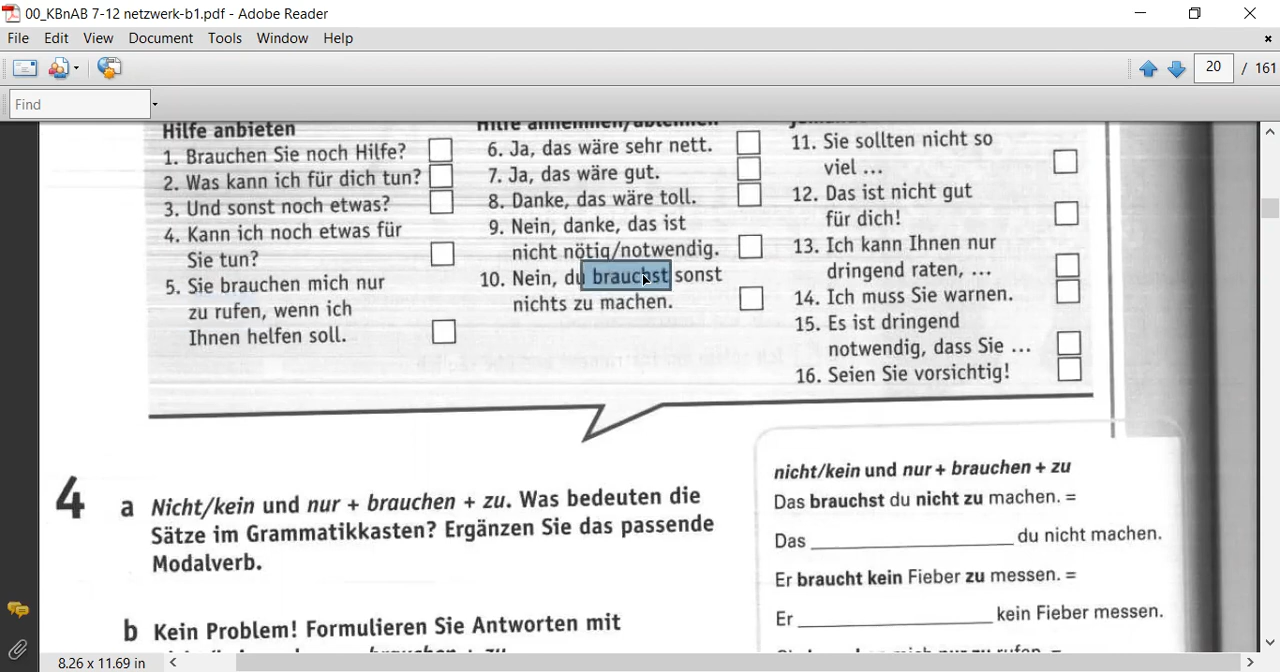 00_KBnAB 7-12 netzwerk-b1.pdf - Adobe Reader
File Edit View Document Tools Window Help
20 / 161
Find
Hilfe anbieten
1. Brauchen Sie noch Hilfe?
2. Was kann ich für dich tun?
3. Und sonst noch etwas?
4. Kann ich noch etwas für
Sie tun?
5. Sie brauchen mich nur
zu rufen, wenn ich
Ihnen helfen soll.
6. Ja, das wäre sehr nett.
7. Ja, das wäre gut.
8. Danke, das wäre toll.
9. Nein, danke, das ist
nicht nötig/notwendig.
10. Nein, du brauchst sonst
nichts zu machen.
11. Sie sollten nicht so
viel ...
12. Das ist nicht gut
für dich!
13. Ich kann Ihnen nur
dringend raten, ...
14. Ich muss Sie warnen.
15. Es ist dringend
notwendig, dass Sie ...
16. Seien Sie vorsichtig!
4 a Nicht/kein und nur + brauchen + zu. Was bedeuten die
Sätze im Grammatikkasten? Ergänzen Sie das passende
Modalverb.
b Kein Problem! Formulieren Sie Antworten mit
nicht/kein und nur + brauchen + zu
Das brauchst du nicht zu machen. =
Das ____ du nicht machen.
Er braucht kein Fieber zu messen. =
Er ____ kein Fieber messen.
8.26 x 11.69 in